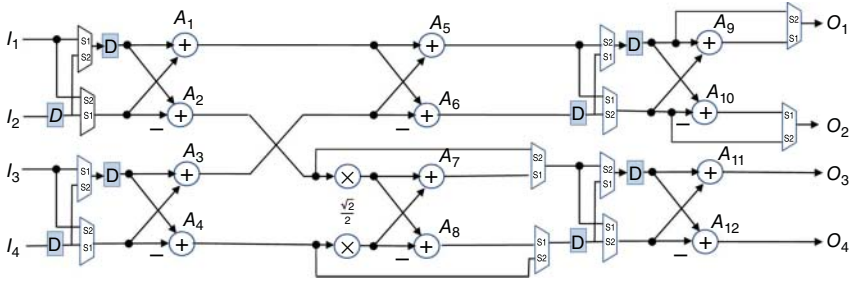 I1 S1 S2 D A1 A5 S2 S1 D A9 S2 S1 O1
I2 D S2 S1 A2 A6 D S2 S1 A10 S1 S2 O2
I3 S1 S2 D A3 A7 S2 S1 S2 S1 D A11 O3
√2/2
I4 D S2 S1 A4 A8 S1 S2 D S1 S2 A12 O4